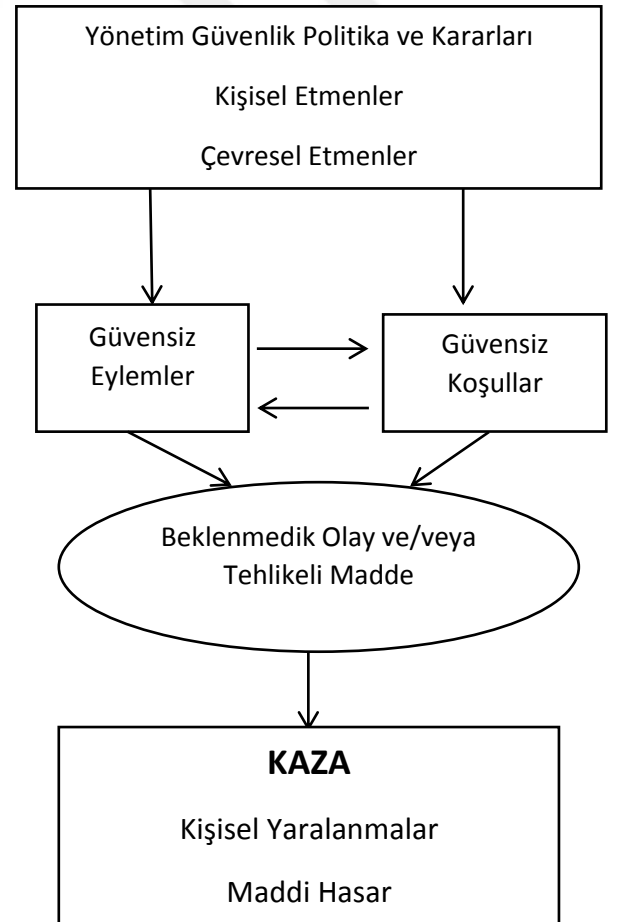 Yönetim Güvenlik Politika ve Kararları
Kişisel Etmenler
Çevresel Etmenler
Güvensiz
Eylemler
Güvensiz
Koşullar
Beklenmedik Olay ve/veya
Tehlikeli Madde
KAZA
Kişisel Yaralanmalar
Maddi Hasar